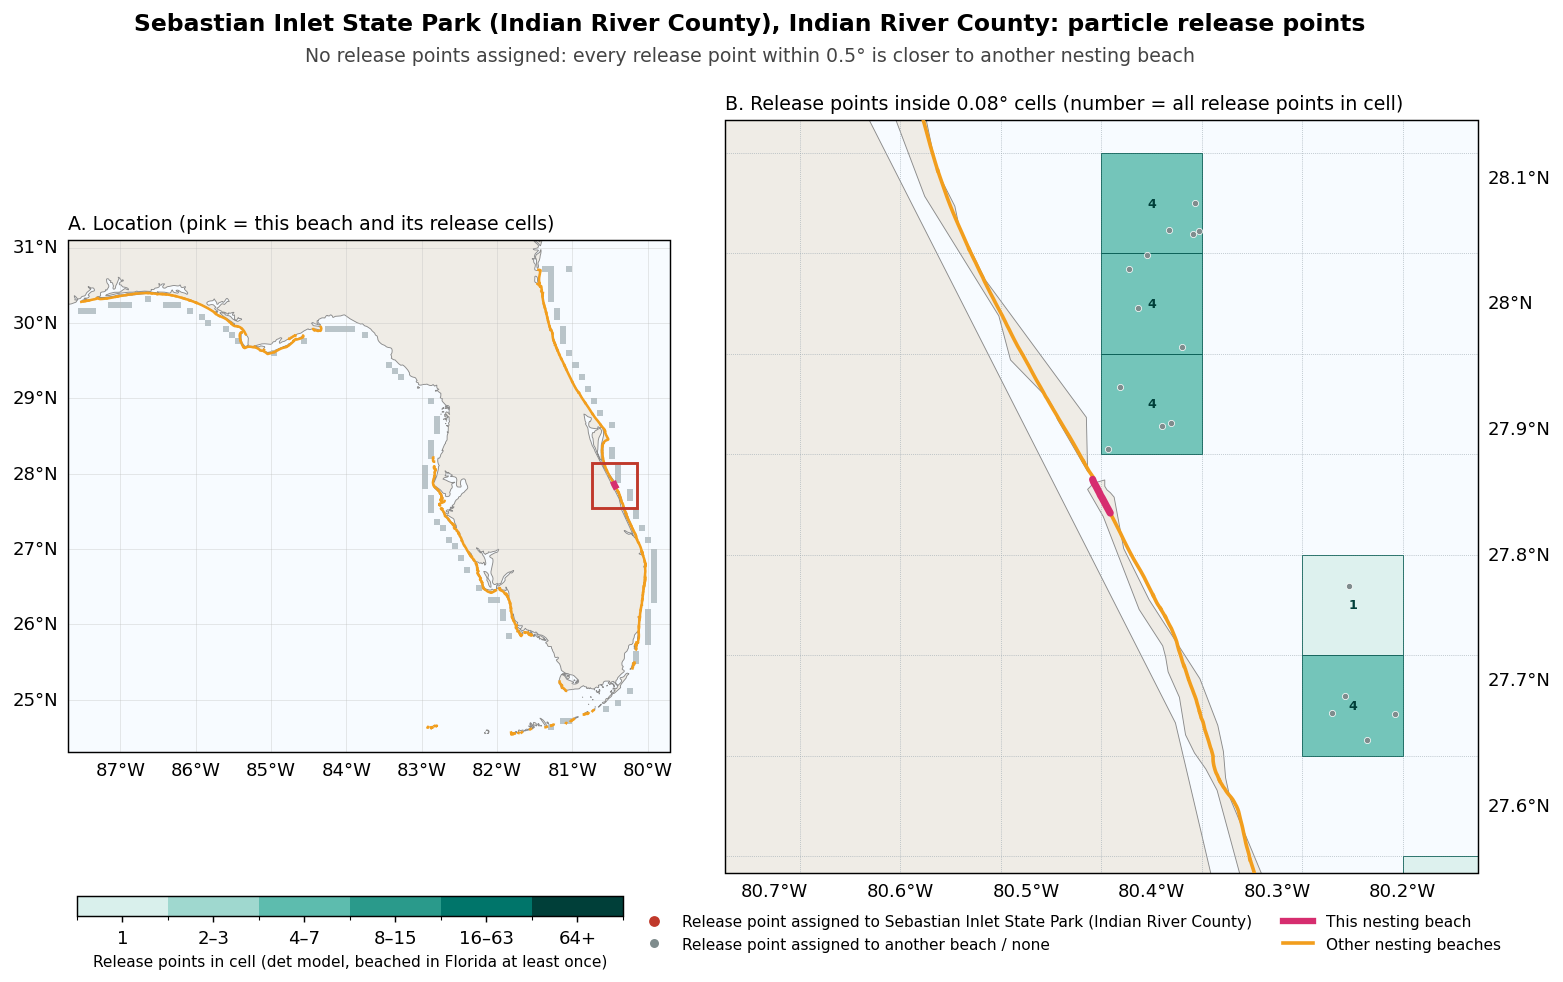 Sebastian Inlet State Park (Indian River County), Indian River County: particle release points
No release points assigned: every release point within 0.5° is closer to another nesting beach
A. Location (pink = this beach and its release cells)
31°N
30°N
29°N
28°N
27°N
26°N
25°N
87°W 86°W 85°W 84°W 83°W 82°W 81°W 80°W
B. Release points inside 0.08° cells (number = all release points in cell)
4
4
4
1
4
28.1°N
28°N
27.9°N
27.8°N
27.7°N
27.6°N
80.7°W 80.6°W 80.5°W 80.4°W 80.3°W 80.2°W
1 2–3 4–7 8–15 16–63 64+
Release points in cell (det model, beached in Florida at least once)
Release point assigned to Sebastian Inlet State Park (Indian River County)
Release point assigned to another beach / none
This nesting beach
Other nesting beaches